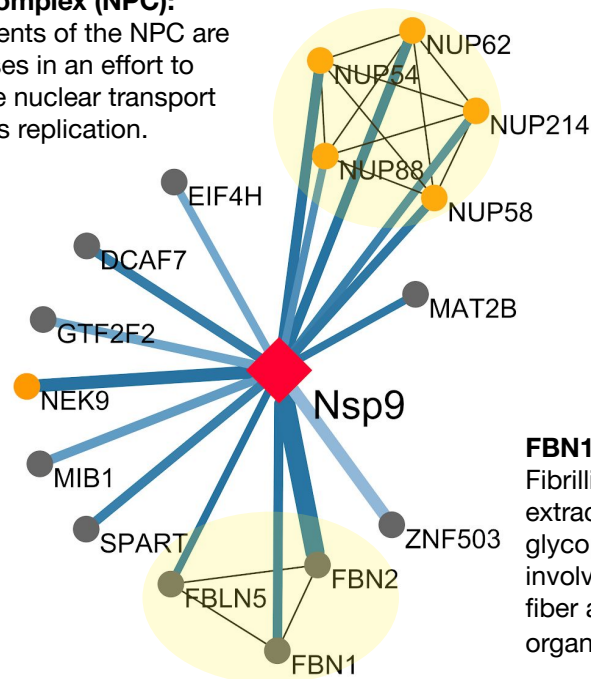 omplex (NPC):
ents of the NPC are
ses in an effort to
e nuclear transport
s replication.
NUP62
NUP54
NUP214
NUP88
NUP58
EIF4H
DCAF7
GTF2F2
MAT2B
NEK9
Nsp9
MIB1
SPART
ZNF503
FBN2
FBLN5
FBN1
FBN1
Fibrilli
extrac
glyco
involv
fiber a
organ